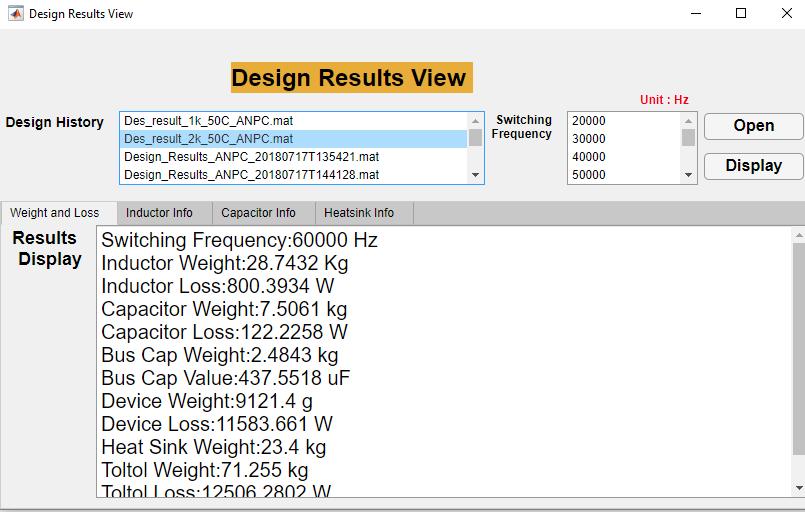 Design Results View
Design Results View
Unit : Hz
Design History
Des_result_1k_50C_ANPC.mat
Des_result_2k_50C_ANPC.mat
Design_Results_ANPC_20180717T135421.mat
Design_Results_ANPC_20180717T144128.mat
Switching
Frequency
20000
30000
40000
50000
Open
Display
Weight and Loss
Inductor Info
Capacitor Info
Heatsink Info
Results
Display
Switching Frequency:60000 Hz
Inductor Weight:28.7432 Kg
Inductor Loss:800.3934 W
Capacitor Weight:7.5061 kg
Capacitor Loss:122.2258 W
Bus Cap Weight:2.4843 kg
Bus Cap Value:437.5518 uF
Device Weight:9121.4 g
Device Loss:11583.661 W
Heat Sink Weight:23.4 kg
Toltol Weight:71.255 kg
Toltol Loss:12506.2802 W